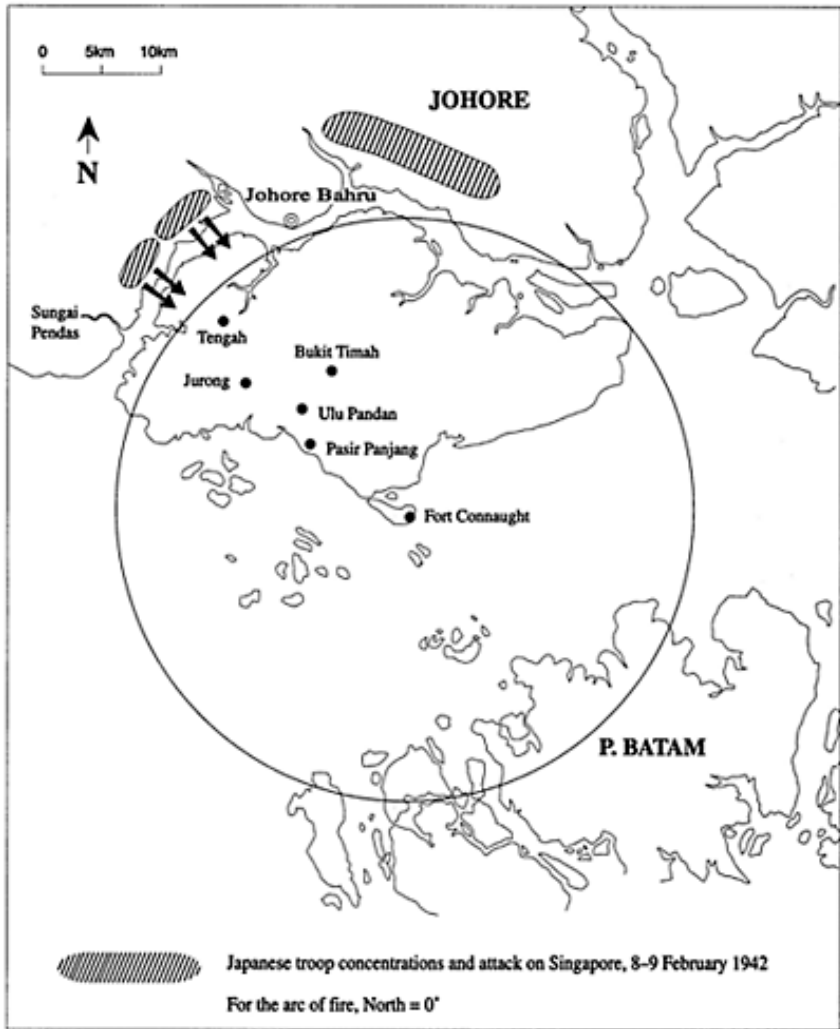 0 5km 10km
JOHORE
N
Johore Bahru
Sungai
Pendas
Tengah
Bukit Timah
Jurong
Ulu Pandan
Pasir Panjang
Fort Connaught
P. BATAM
Japanese troop concentrations and attack on Singapore, 8–9 February 1942
For the arc of fire, North = 0°